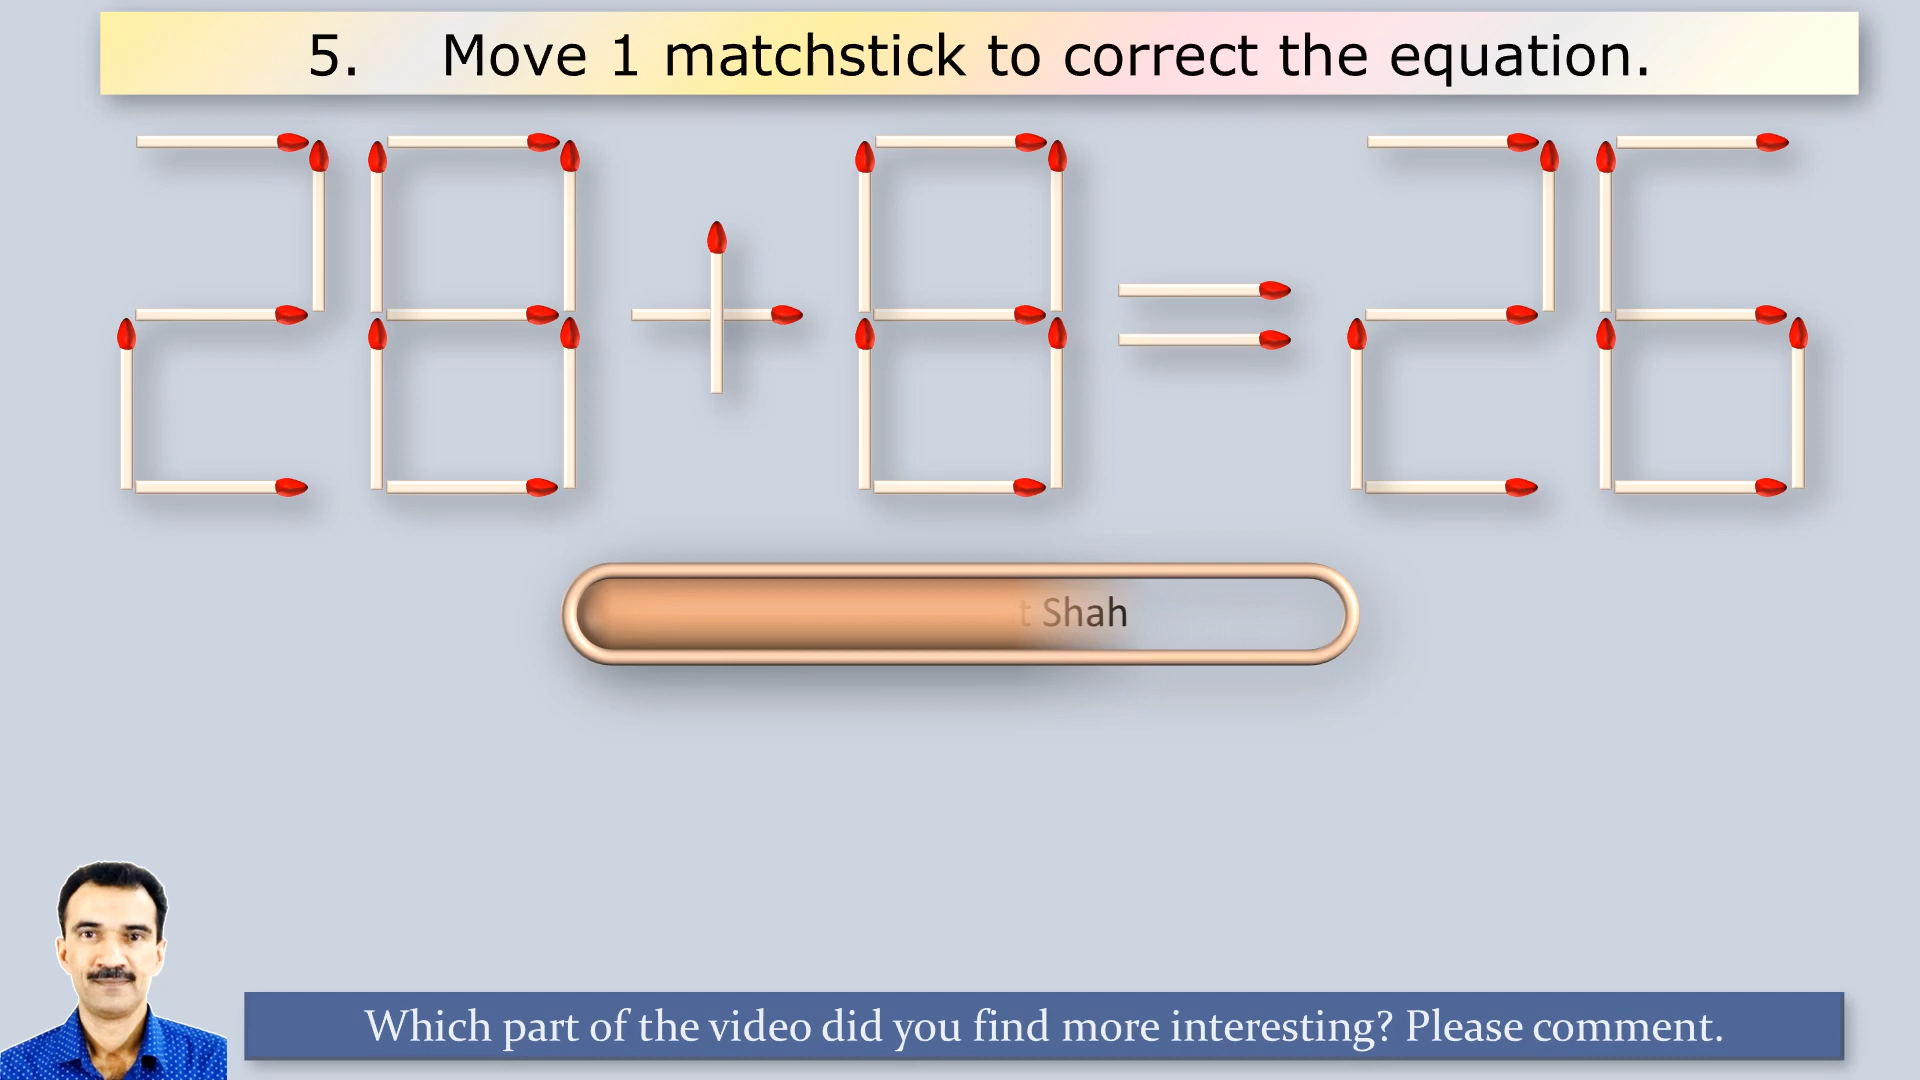 5. Move 1 matchstick to correct the equation.
28+8=26
t Shah
Which part of the video did you find more interesting? Please comment.